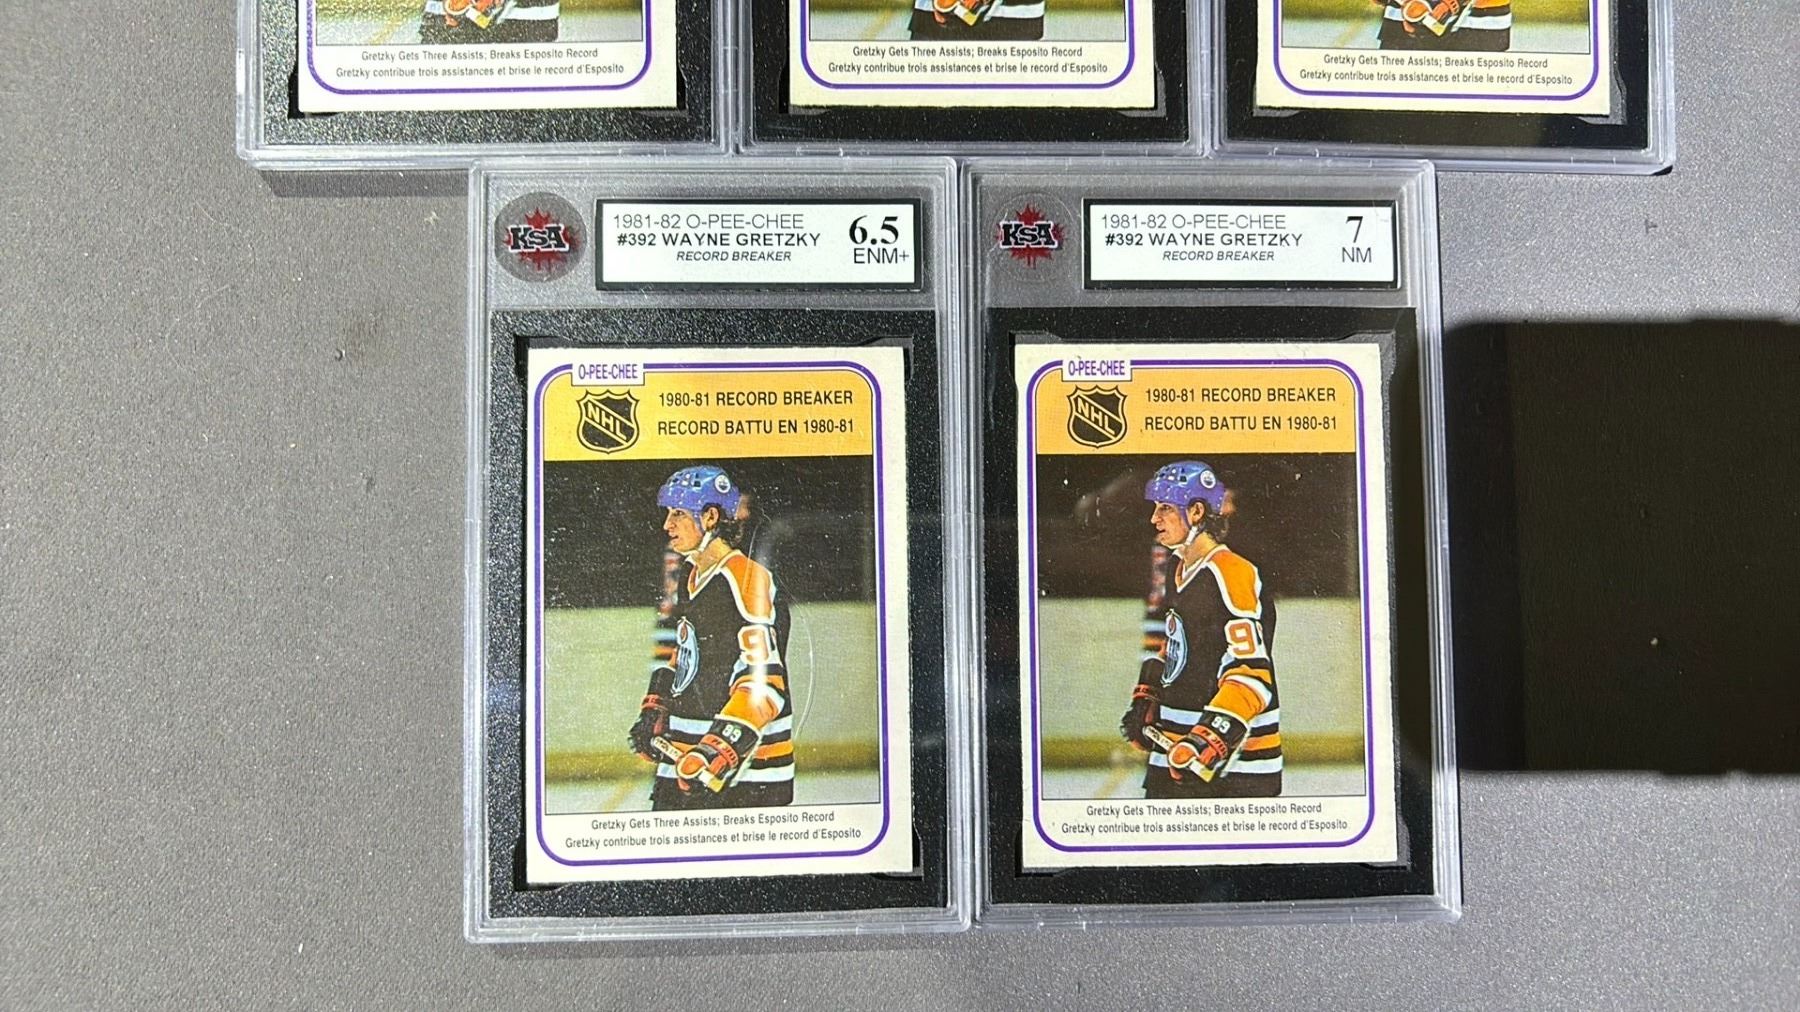 Gretzky Gets Three Assists; Breaks Esposito Record
Gretzky contribue trois assistances et brise le record d'Esposito
Gretzky Gets Three Assists; Breaks Esposito Record
Gretzky contribue trois assistances et brise le record d'Esposito
Gretzky Gets Three Assists; Breaks Esposito Record
Gretzky contribue trois assistances et brise le record d'Esposito
KSA
1981-82 O-PEE-CHEE
#392 WAYNE GRETZKY
RECORD BREAKER
6.5
ENM+
O-PEE-CHEE
NHL
1980-81 RECORD BREAKER
RECORD BATTU EN 1980-81
9
99
Gretzky Gets Three Assists; Breaks Esposito Record
Gretzky contribue trois assistances et brise le record d'Esposito
KSA
1981-82 O-PEE-CHEE
#392 WAYNE GRETZKY
RECORD BREAKER
7
NM
O-PEE-CHEE
NHL
1980-81 RECORD BREAKER
RECORD BATTU EN 1980-81
9
99
Gretzky Gets Three Assists; Breaks Esposito Record
Gretzky contribue trois assistances et brise le record d'Esposito